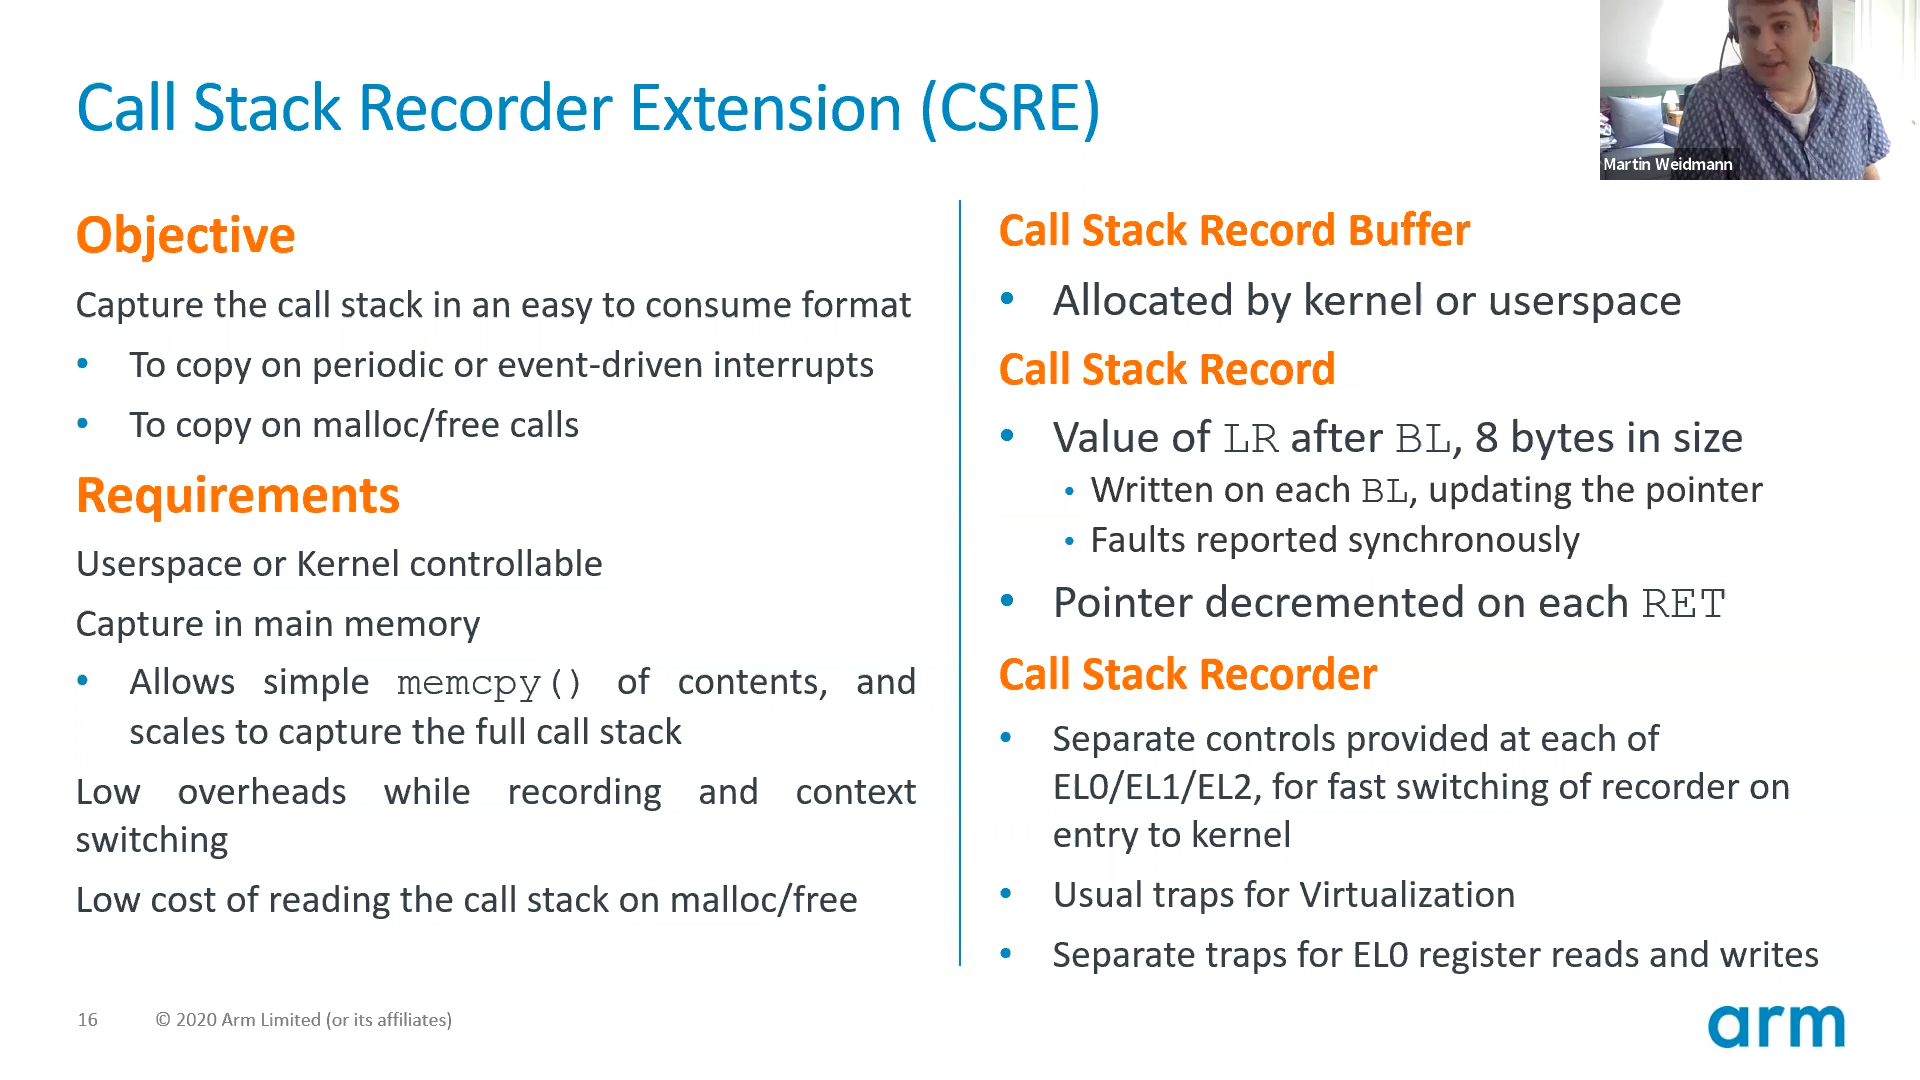 Call Stack Recorder Extension (CSRE)
Martin Weidmann
Objective
Capture the call stack in an easy to consume format
• To copy on periodic or event-driven interrupts
• To copy on malloc/free calls
Requirements
Userspace or Kernel controllable
Capture in main memory
• Allows simple memcpy() of contents, and
scales to capture the full call stack
Low overheads while recording and context
switching
Low cost of reading the call stack on malloc/free
Call Stack Record Buffer
• Allocated by kernel or userspace
Call Stack Record
• Value of LR after BL, 8 bytes in size
• Written on each BL, updating the pointer
• Faults reported synchronously
• Pointer decremented on each RET
Call Stack Recorder
• Separate controls provided at each of
EL0/EL1/EL2, for fast switching of recorder on
entry to kernel
• Usual traps for Virtualization
• Separate traps for EL0 register reads and writes
16 © 2020 Arm Limited (or its affiliates)
arm